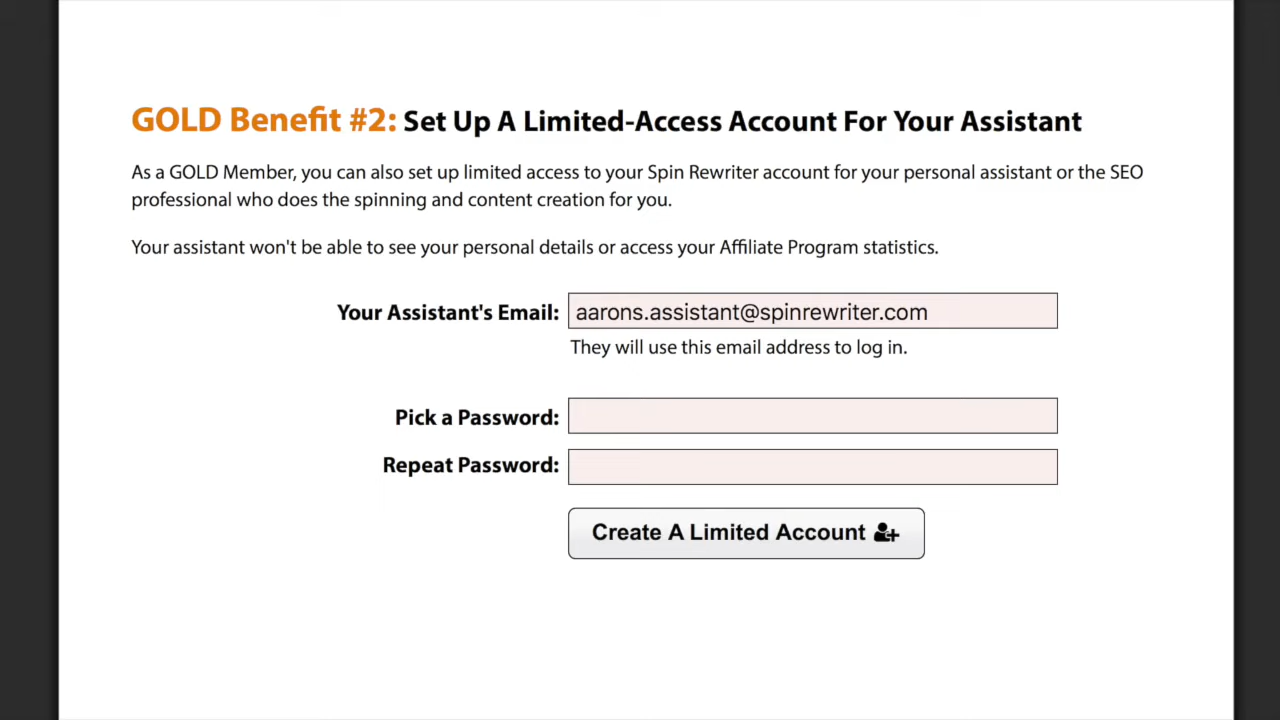 GOLD Benefit #2: Set Up A Limited-Access Account For Your Assistant
As a GOLD Member, you can also set up limited access to your Spin Rewriter account for your personal assistant or the SEO
professional who does the spinning and content creation for you.
Your assistant won't be able to see your personal details or access your Affiliate Program statistics.
Your Assistant's Email: aarons.assistant@spinrewriter.com
They will use this email address to log in.
Pick a Password:
Repeat Password:
Create A Limited Account